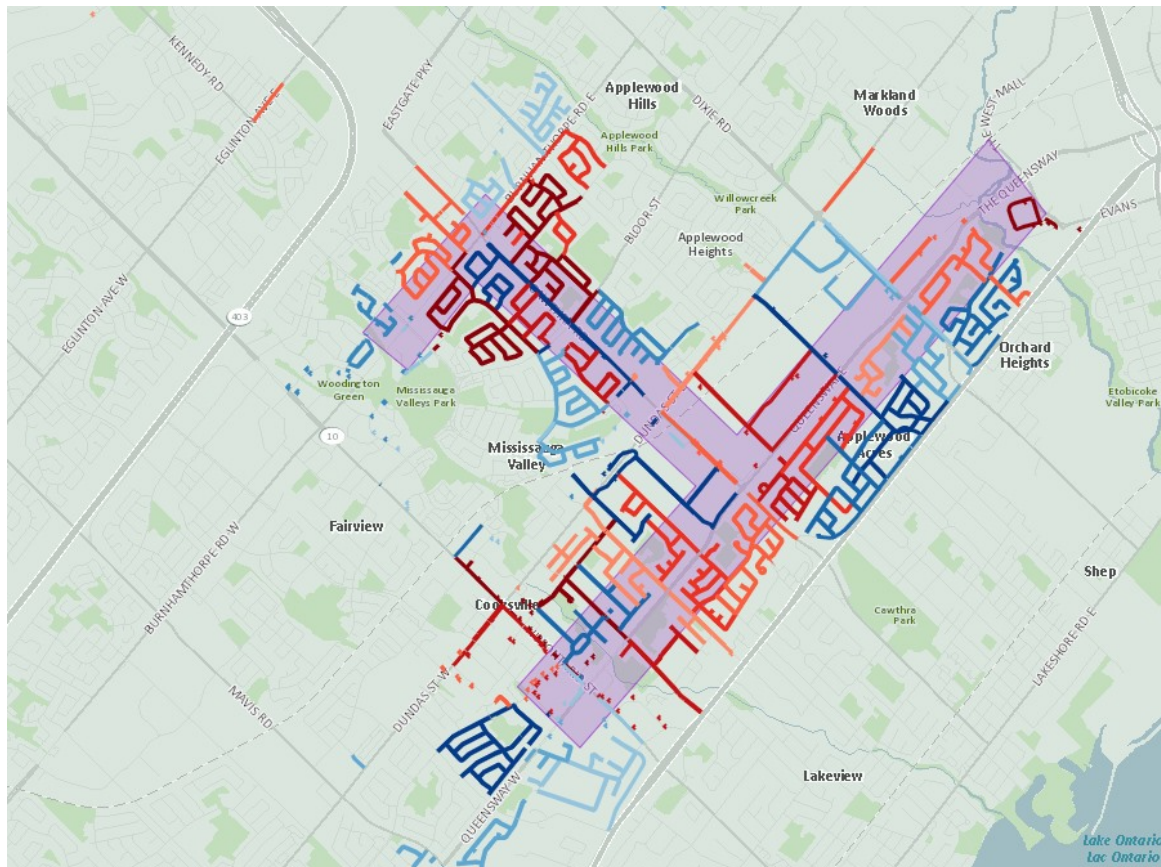 KENNEDY RD
EGLINTON AVE E
EASTGATE PKY
Applewood
Hills
DIXIE RD
Markland
Woods
THE WEST MALL
Applewood
Hills Park
BURNHAMTHORPE RD E
BLOOR ST
Willowcreek
Park
THE QUEENSWAY
EVANS
Applewood
Heights
EGLINTON AVE W
403
Orchard
Heights
Woodington
Green
Mississauga
Valleys Park
Etobicoke
Valley Park
10
DUNDAS ST
QUEENSWAY E
Applewood
Acres
Mississauga
Valley
Fairview
BURNHAMTHORPE RD W
Cooksville
Shep
Cawthra
Park
LAKESHORE RD E
DUNDAS ST W
MAVIS RD
Lakeview
QUEENSWAY W
Lake Ontario
Lac Ontario